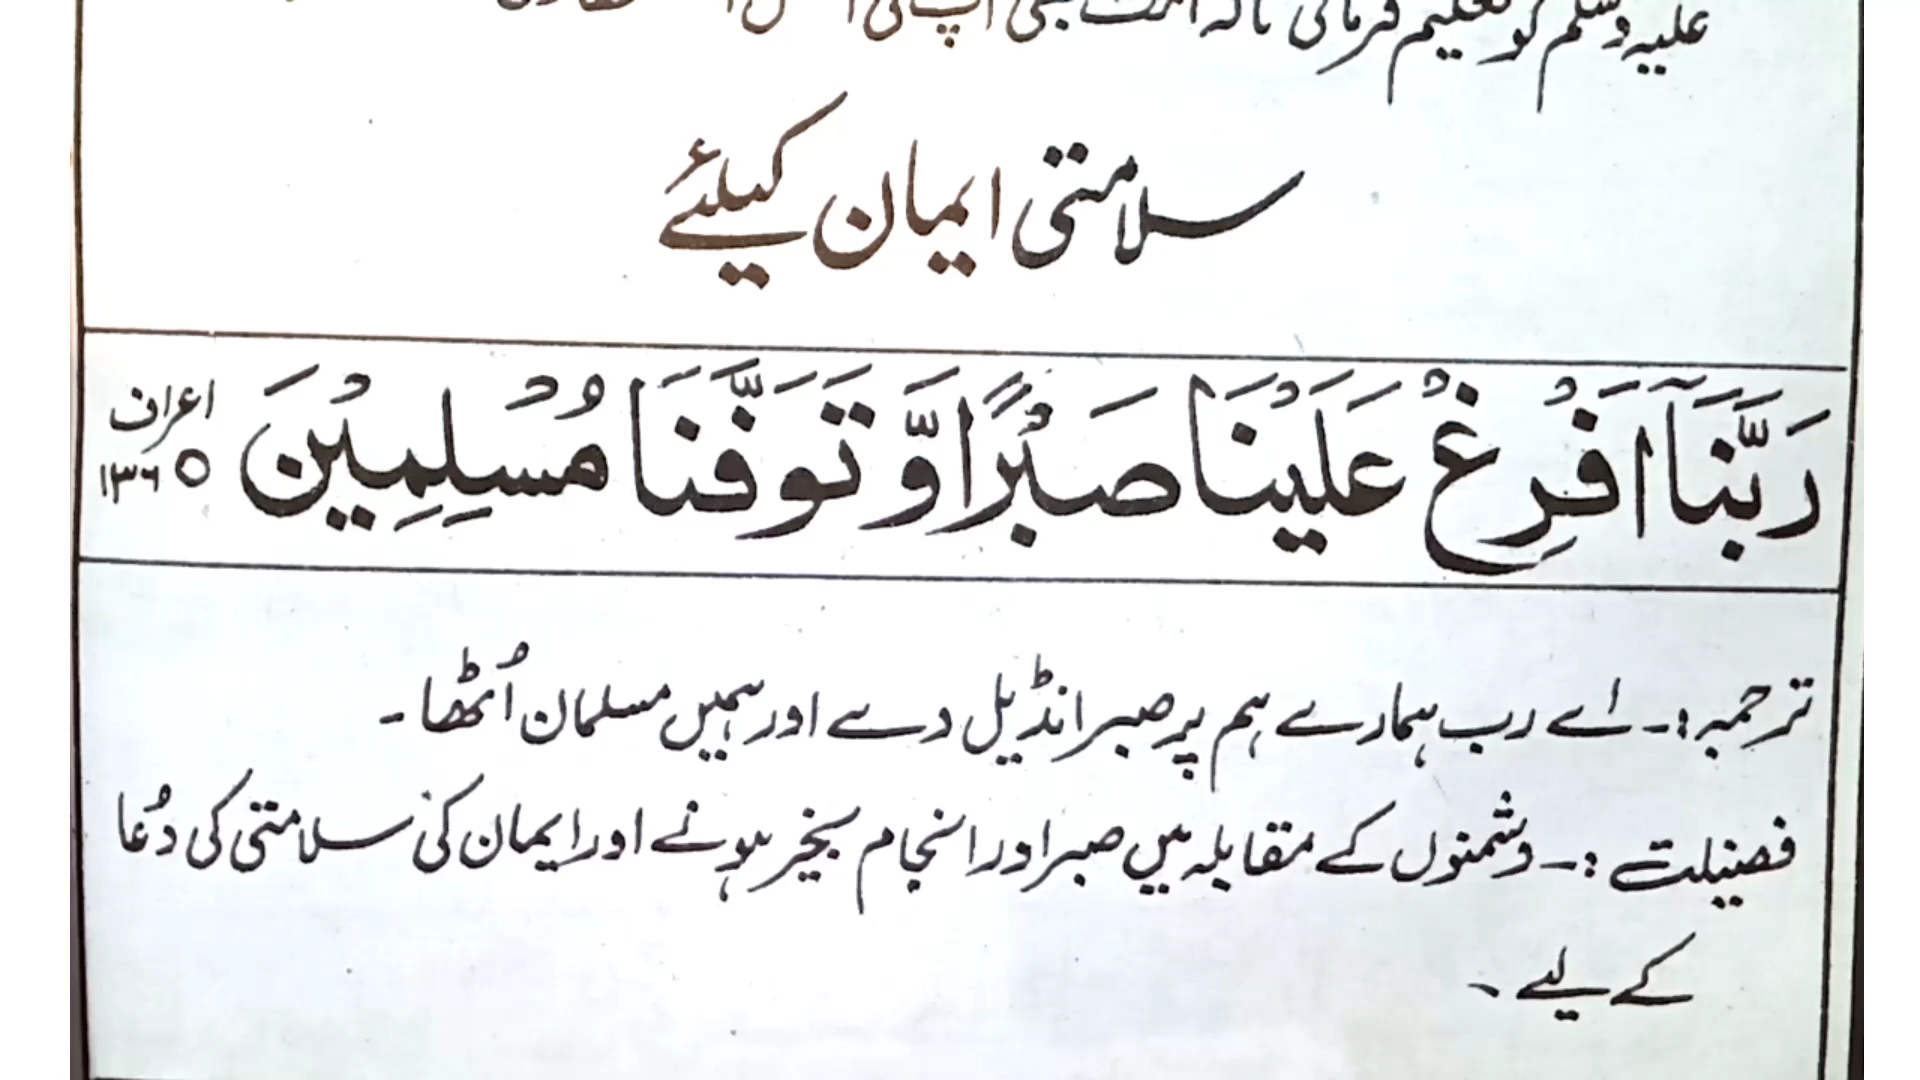 علیہ وسلم کو تعلیم فرمائی تاکہ
سلامتی ایمان کیلئے
رَبَّنَآ اَفْرِغْ عَلَيْنَا صَبْرًا وَّ تَوَفَّنَا مُسْلِمِيْنَ ○ اعراف ۱۳۶
ترجمہ :۔ اے رب ہمارے ہم پر صبر انڈیل دے اور ہمیں مسلمان اُٹھا۔
فضیلت :۔ دشمنوں کے مقابلہ میں صبر اور انجام بخیر ہونے اور ایمان کی سلامتی کی دُعا
کے لیے ۔